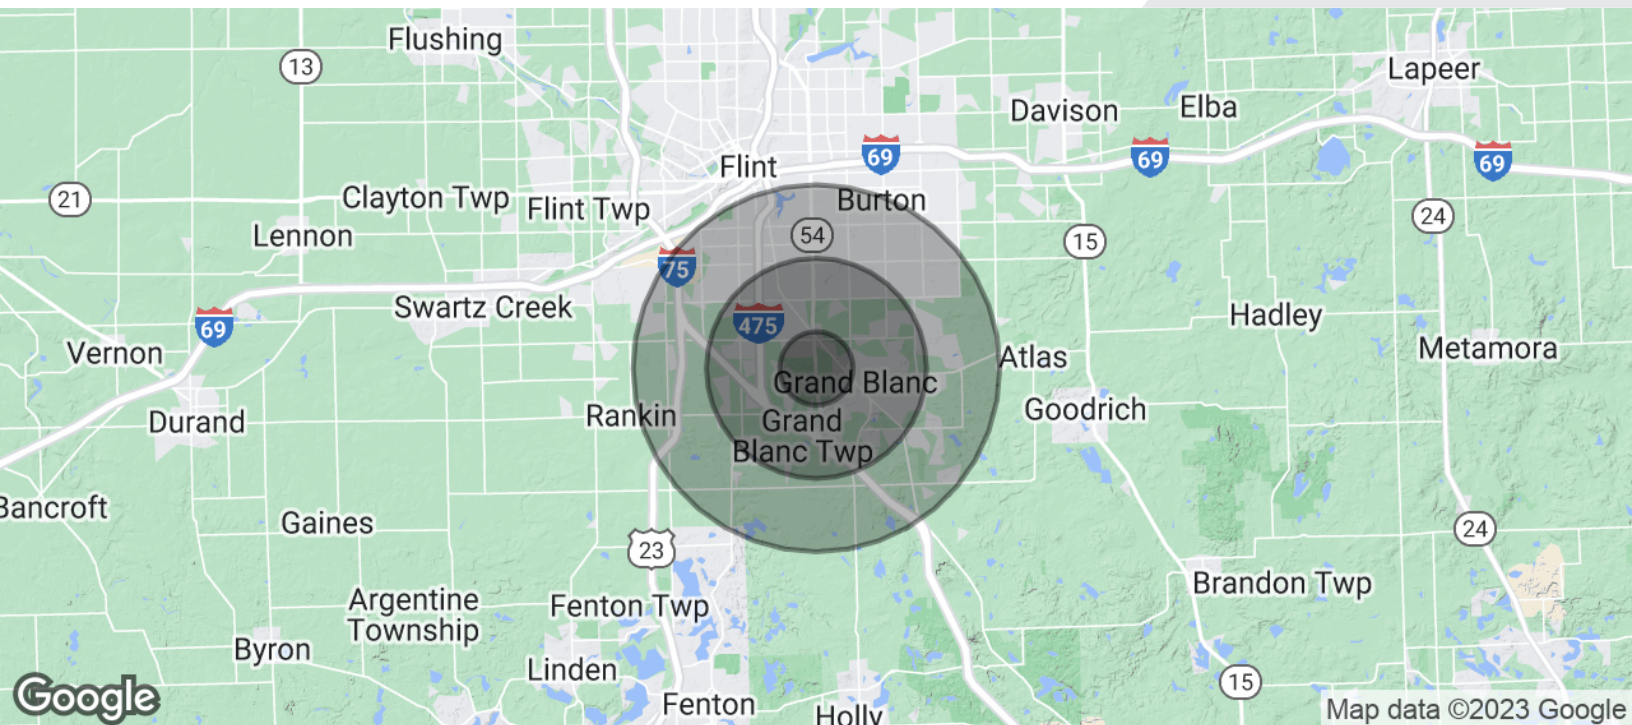 Flushing
13
Lapeer
Davison
Elba
69
69
69
Flint
21
Clayton Twp
Flint Twp
Burton
24
Lennon
54
15
75
Swartz Creek
475
Hadley
69
Vernon
Atlas
Metamora
Grand Blanc
Durand
Rankin
Grand
Blanc Twp
Goodrich
Bancroft
Gaines
23
24
Argentine
Township
Fenton Twp
Brandon Twp
Byron
Linden
15
Google
Fenton
Holly
Map data ©2023 Google